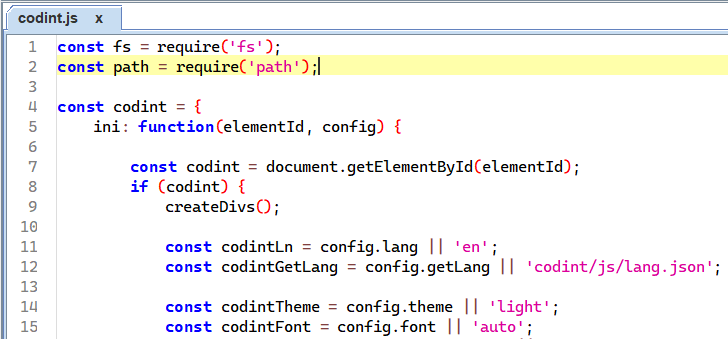 codint.js x
1 const fs = require('fs');
2 const path = require('path');
3
4 const codint = {
5 ini: function(elementId, config) {
6
7 const codint = document.getElementById(elementId);
8 if (codint) {
9 createDivs();
10
11 const codintLn = config.lang || 'en';
12 const codintGetLang = config.getLang || 'codint/js/lang.json';
13
14 const codintTheme = config.theme || 'light';
15 const codintFont = config.font || 'auto';